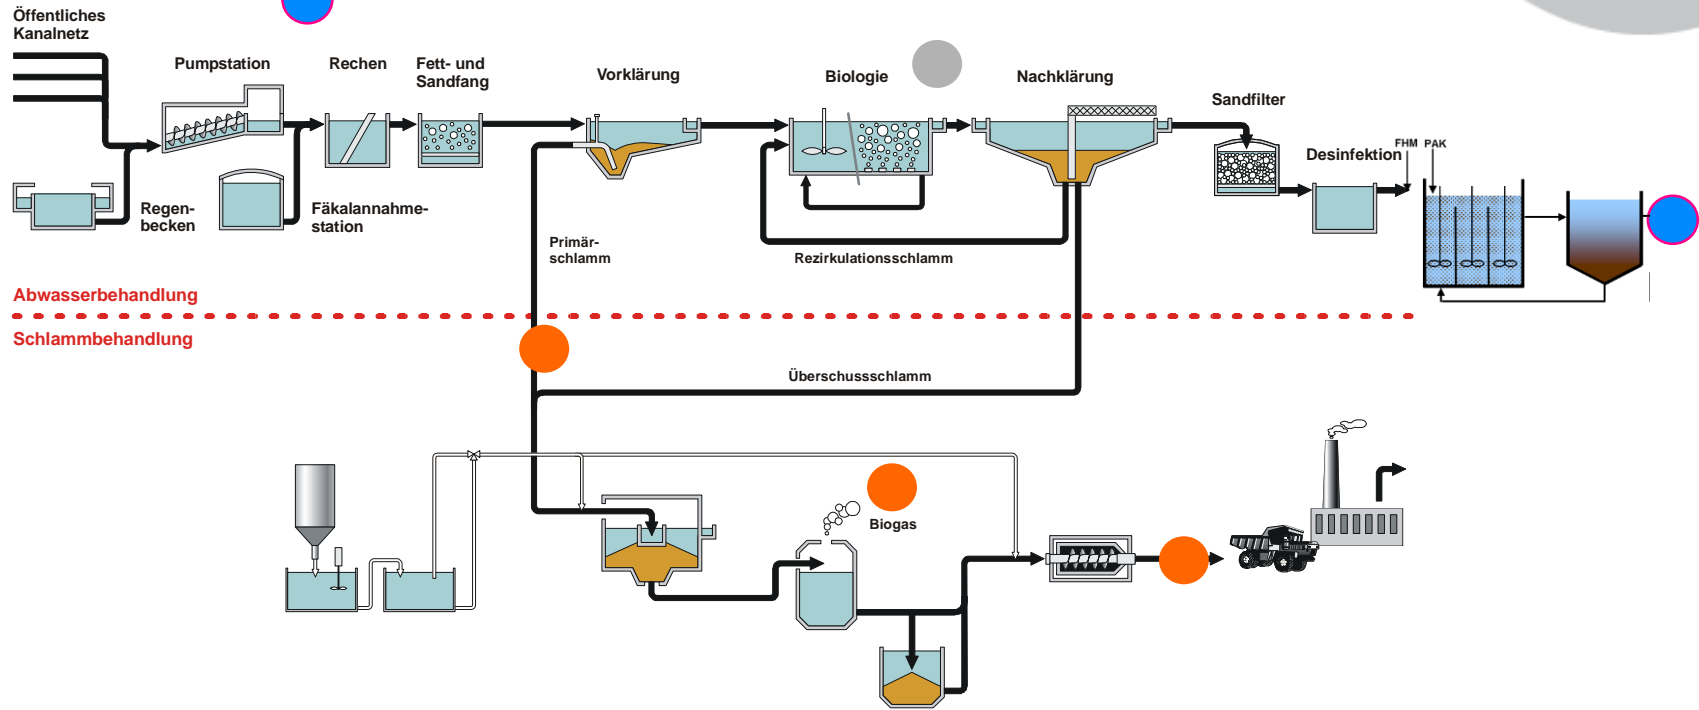 Öffentliches
Kanalnetz
Pumpstation
Rechen
Fett- und
Sandfang
Vorklärung
Biologie
Nachklärung
Sandfilter
Desinfektion
FHM
PAK
Regen-
becken
Fäkalannahme-
station
Primär-
schlamm
Rezirkulationsschlamm
Abwasserbehandlung
Schlammbehandlung
Überschussschlamm
Biogas